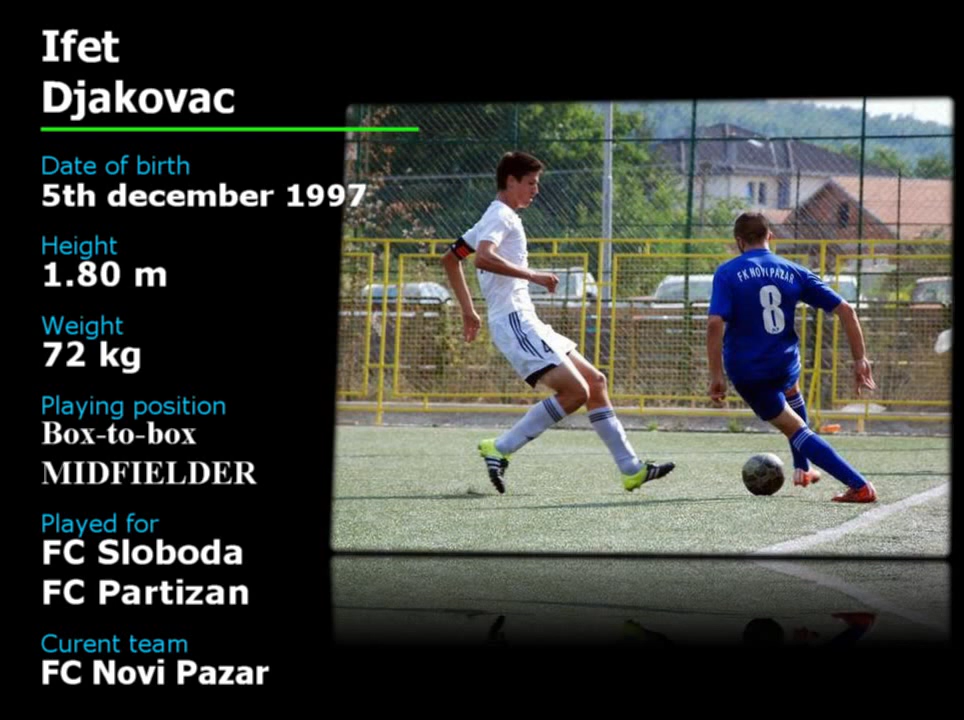 Ifet
Djakovac
Date of birth
5th december 1997
Height
1.80 m
Weight
72 kg
Playing position
Box-to-box
MIDFIELDER
Played for
FC Sloboda
FC Partizan
Curent team
FC Novi Pazar
FK NOVI PAZAR
8
4